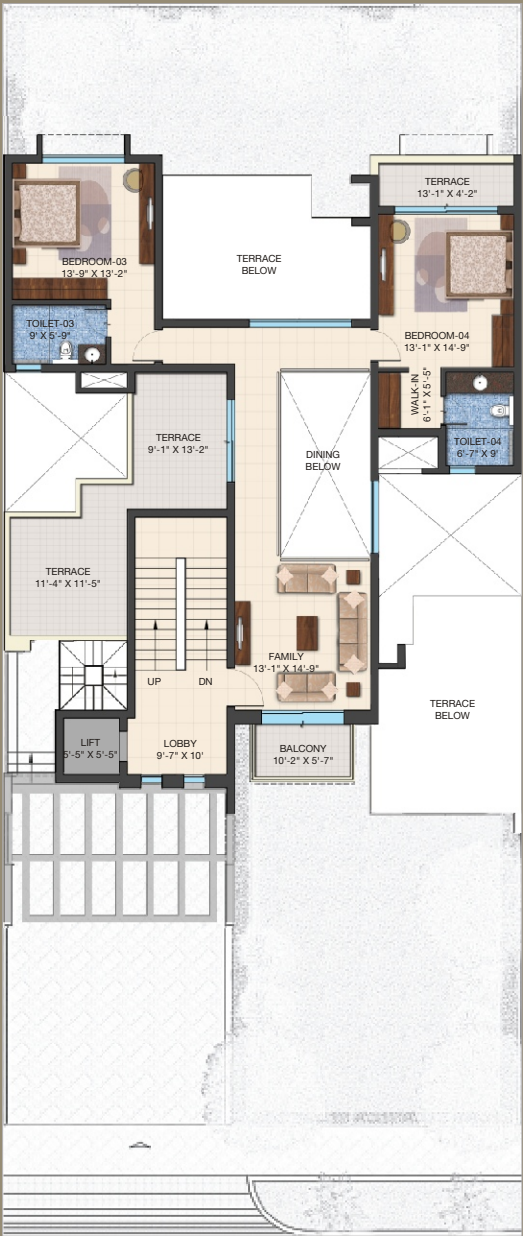 TERRACE
13'-1" X 4'-2"
BEDROOM-03
13'-9" X 13'-2"
TERRACE
BELOW
TOILET-03
9' X 5'-9"
BEDROOM-04
13'-1" X 14'-9"
WALK-IN
6'-1" X 5'-5"
TERRACE
9'-1" X 13'-2"
DINING
BELOW
TOILET-04
6'-7" X 9'
TERRACE
11'-4" X 11'-5"
FAMILY
13'-1" X 14'-9"
UP
DN
TERRACE
BELOW
LIFT
5'-5" X 5'-5"
LOBBY
9'-7" X 10'
BALCONY
10'-2" X 5'-7"